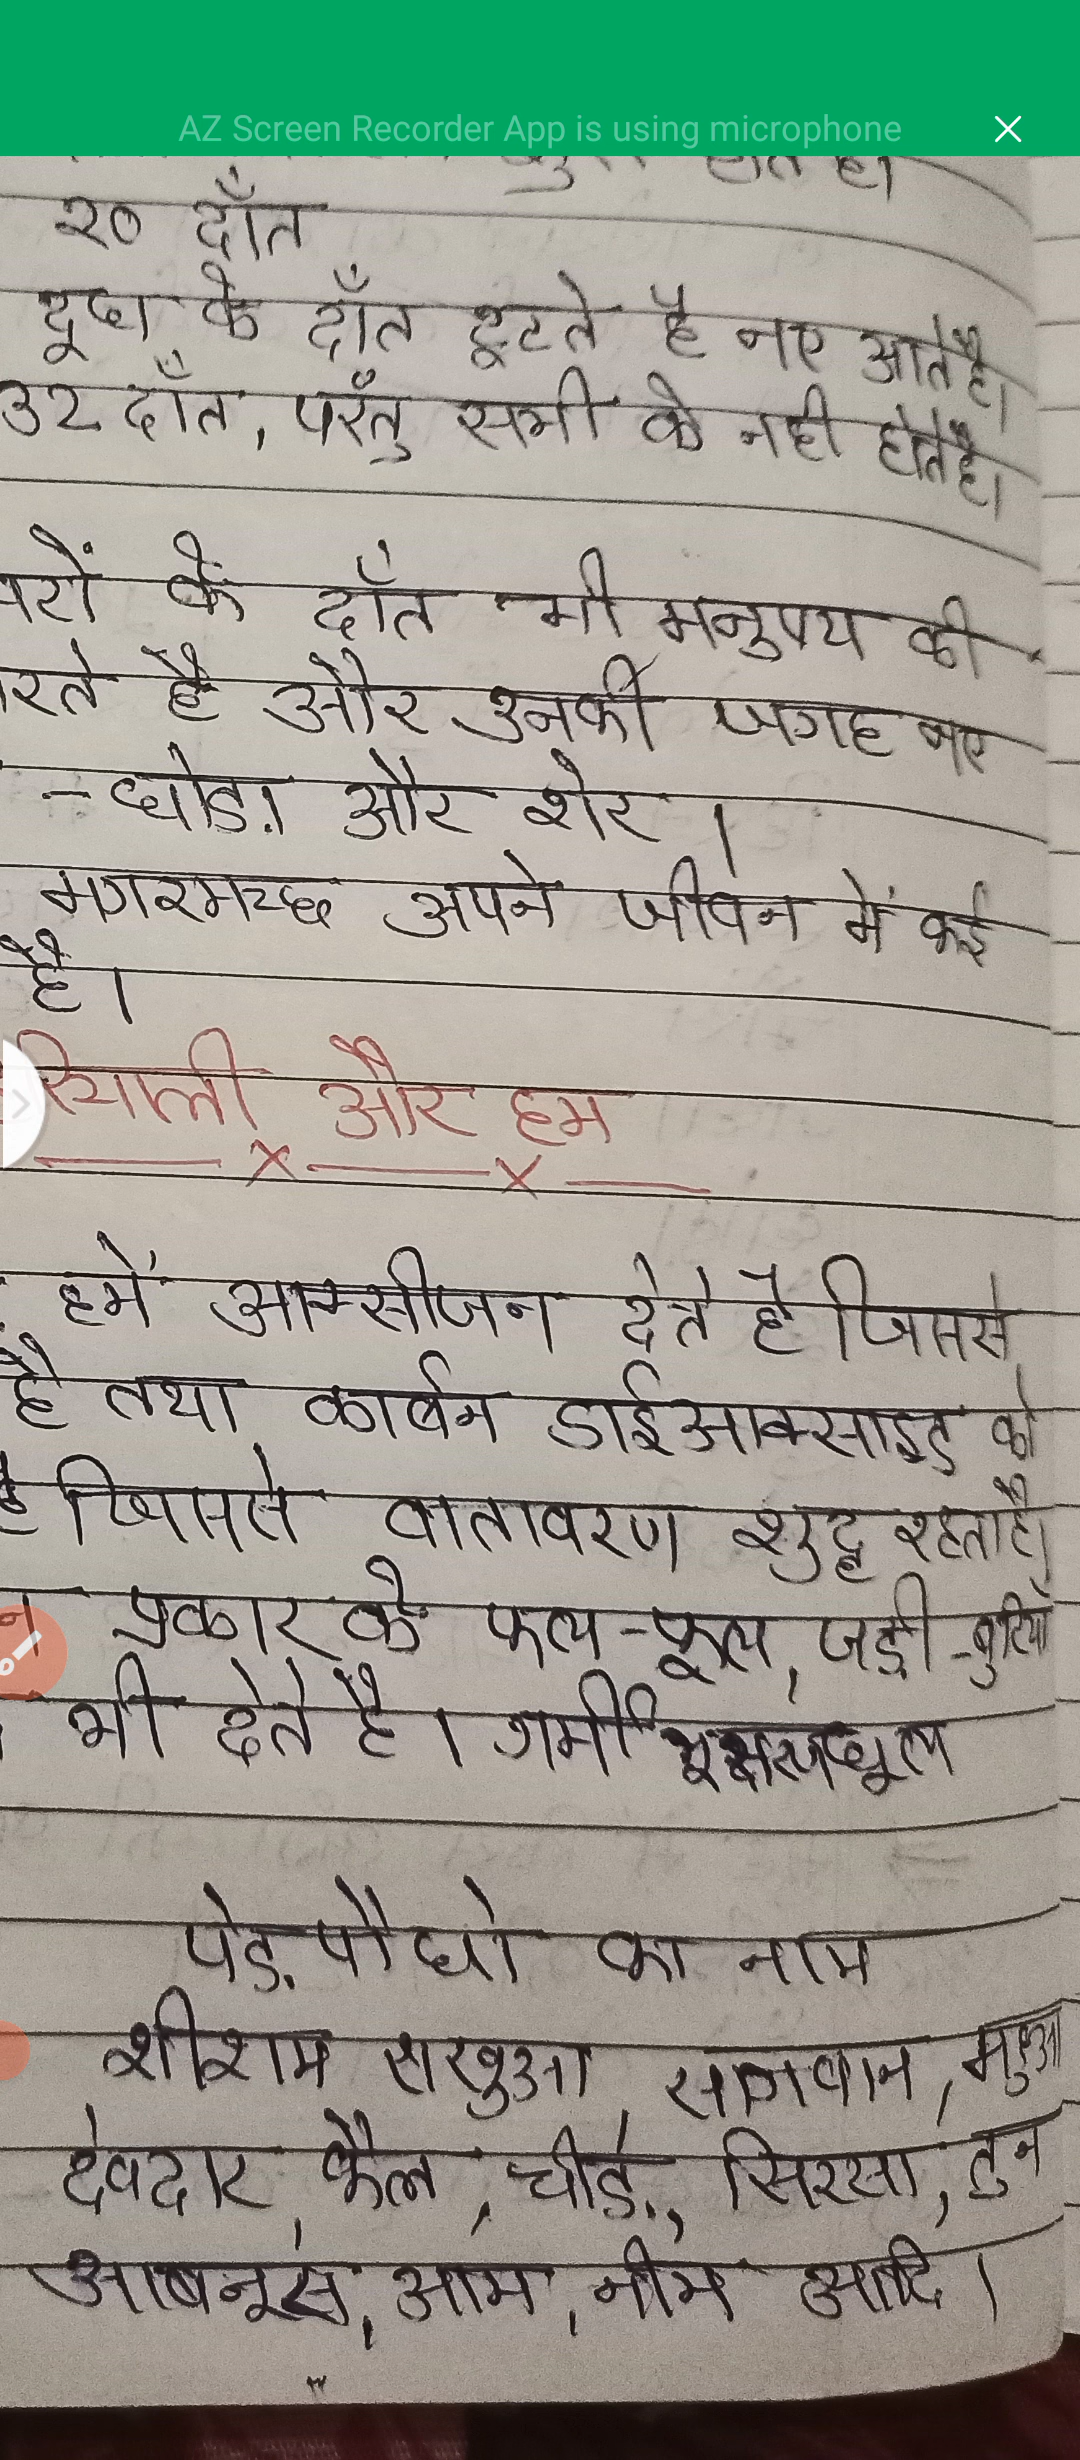 AZ Screen Recorder App is using microphone
२० दाँत
दूध के दाँत टूटते है नए आते है।
32 दाँत, परँतु सभी को नही होते है।
के दाँत भी मनुष्य की
है और उनकी जगह नए
- घोड़ा और शेर ।
मगरमच्छ अपने जीवन में कई
है ।
रियाली और हम
हमें आक्सीजन देते है जिससे
है तथा कार्बन डाईआक्साइड को
जिससे वातावरण शुद्ध रहता है।
प्रकार के फल-फूल, जड़ी-बुटियाँ
भी देते है । गर्मी
पेड़ पौधो का नाम
शीशम सखुआ, सागवान, महुआ
देवदार, कैल, चीड़, सिरसा, तुन
आबनूस, आम, नीम आदि ।